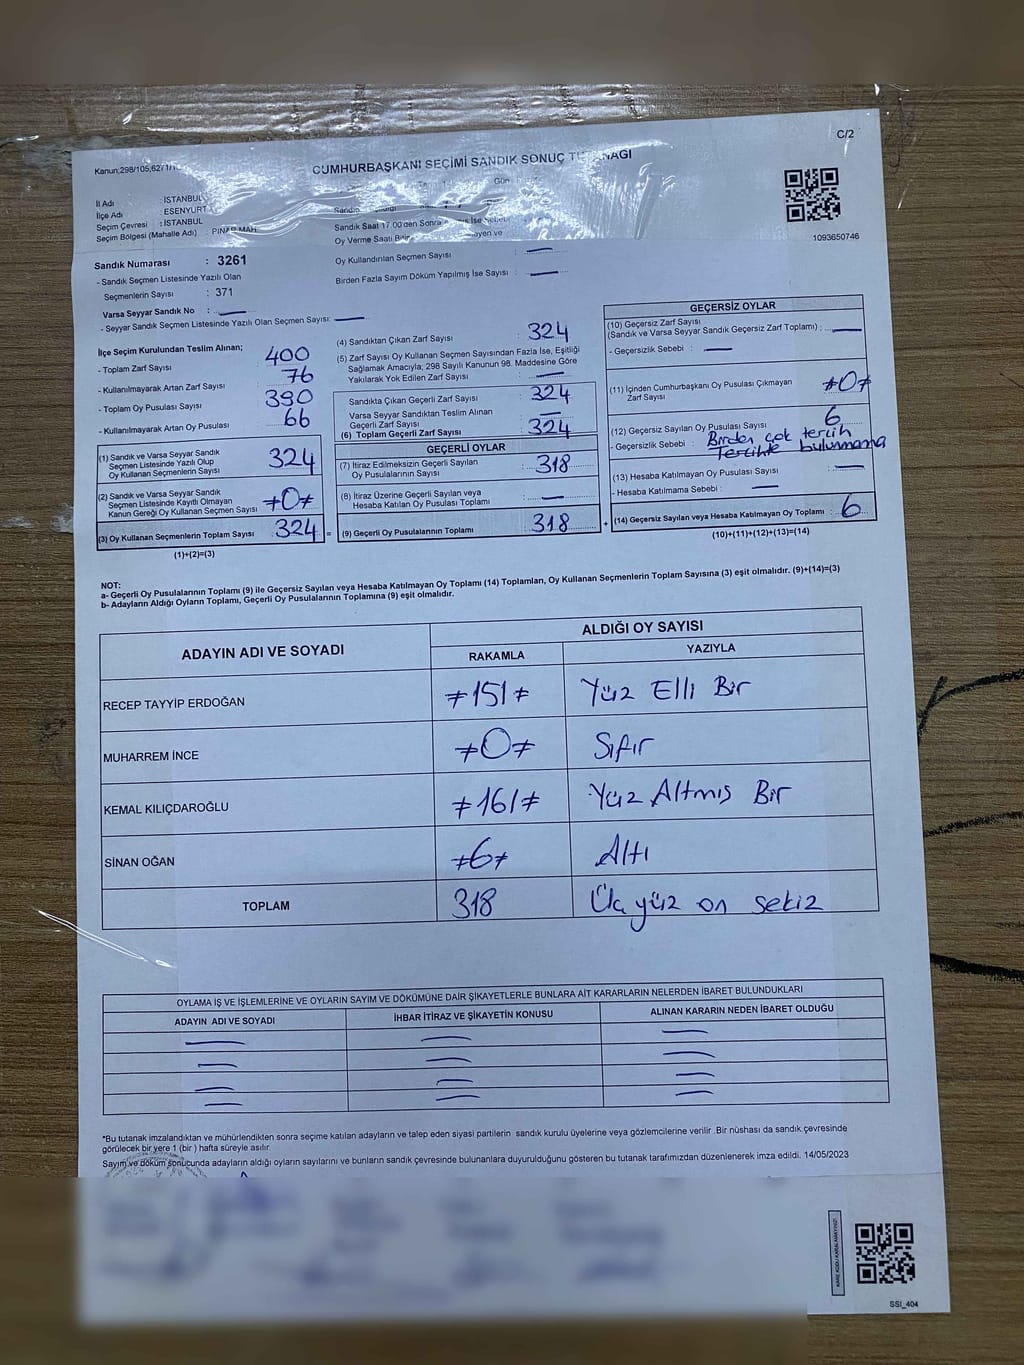 C/2
Kanun;298/105,62/1/1
CUMHURBAŞKANI SEÇİMİ SANDIK SONUÇ TUTANAĞI
İl Adı : İSTANBUL
İlçe Adı : ESENYURT
Seçim Çevresi : İSTANBUL
Seçim Bölgesi (Mahalle Adı) : PINAR MAH
Gün
Sandık Saat 17.00'den Sonra
Oy Verme Saati
1093650746
Sandık Numarası : 3261
- Sandık Seçmen Listesinde Yazılı Olan
Seçmenlerin Sayısı : 371
Varsa Seyyar Sandık No : —
- Seyyar Sandık Seçmen Listesinde Yazılı Olan Seçmen Sayısı: —
Oy Kullandırılan Seçmen Sayısı : —
Birden Fazla Sayım Döküm Yapılmış İse Sayısı : —
İlçe Seçim Kurulundan Teslim Alınan;
- Toplam Zarf Sayısı : 400
- Kullanılmayarak Artan Zarf Sayısı : 76
- Toplam Oy Pusulası Sayısı : 390
- Kullanılmayarak Artan Oy Pusulası : 66
(1) Sandık ve Varsa Seyyar Sandık
Seçmen Listesinde Yazılı Olup
Oy Kullanan Seçmenlerin Sayısı 324
(2) Sandık ve Varsa Seyyar Sandık
Seçmen Listesinde Kayıtlı Olmayan
Kanun Gereği Oy Kullanan Seçmen Sayısı ≠0≠
(3) Oy Kullanan Seçmenlerin Toplam Sayısı 324
(1)+(2)=(3)
(4) Sandıktan Çıkan Zarf Sayısı : 324
(5) Zarf Sayısı Oy Kullanan Seçmen Sayısından Fazla İse, Eşitliği
Sağlamak Amacıyla; 298 Sayılı Kanunun 98. Maddesine Göre
Yakılarak Yok Edilen Zarf Sayısı : —
Sandıkta Çıkan Geçerli Zarf Sayısı : 324
Varsa Seyyar Sandıktan Teslim Alınan
Geçerli Zarf Sayısı : —
(6) Toplam Geçerli Zarf Sayısı : 324
GEÇERLİ OYLAR
(7) İtiraz Edilmeksizin Geçerli Sayılan
Oy Pusulalarının Sayısı : 318
(8) İtiraz Üzerine Geçerli Sayılan veya
Hesaba Katılan Oy Pusulası Toplamı : —
= (9) Geçerli Oy Pusulalarının Toplamı : 318 +
GEÇERSİZ OYLAR
(10) Geçersiz Zarf Sayısı
(Sandık ve Varsa Seyyar Sandık Geçersiz Zarf Toplamı) : —
- Geçersizlik Sebebi : —
(11) İçinden Cumhurbaşkanı Oy Pusulası Çıkmayan
Zarf Sayısı : ≠0≠
(12) Geçersiz Sayılan Oy Pusulası Sayısı : 6
- Geçersizlik Sebebi : Birden çok tercih
Tercihte bulunmama
(13) Hesaba Katılmayan Oy Pusulası Sayısı : —
- Hesaba Katılmama Sebebi : —
(14) Geçersiz Sayılan veya Hesaba Katılmayan Oy Toplamı : 6
(10)+(11)+(12)+(13)=(14)
NOT:
a- Geçerli Oy Pusulalarının Toplamı (9) ile Geçersiz Sayılan veya Hesaba Katılmayan Oy Toplamı (14) Toplamları, Oy Kullanan Seçmenlerin Toplam Sayısına (3) eşit olmalıdır. (9)+(14)=(3)
b- Adayların Aldığı Oyların Toplamı, Geçerli Oy Pusulalarının Toplamına (9) eşit olmalıdır.
ADAYIN ADI VE SOYADI
ALDIĞI OY SAYISI
RAKAMLA YAZIYLA
RECEP TAYYİP ERDOĞAN ≠151≠ Yüz Elli Bir
MUHARREM İNCE ≠0≠ Sıfır
KEMAL KILIÇDAROĞLU ≠161≠ Yüz Altmış Bir
SİNAN OĞAN ≠6≠ Altı
TOPLAM 318 Üç yüz on sekiz
OYLAMA İŞ VE İŞLEMLERİNE VE OYLARIN SAYIM VE DÖKÜMÜNE DAİR ŞİKAYETLERLE BUNLARA AİT KARARLARIN NELERDEN İBARET BULUNDUKLARI
ADAYIN ADI VE SOYADI İHBAR İTİRAZ VE ŞİKAYETİN KONUSU ALINAN KARARIN NEDEN İBARET OLDUĞU
— — —
— — —
— — —
— — —
*Bu tutanak imzalandıktan ve mühürlendikten sonra seçime katılan adayların ve talep eden siyasi partilerin sandık kurulu üyelerine veya gözlemcilerine verilir. Bir nüshası da sandık çevresinde
görülecek bir yere 1 (bir) hafta süreyle asılır.
Sayım ve döküm sonucunda adayların aldığı oyların sayılarını ve bunların sandık çevresinde bulunanlara duyurulduğunu gösteren bu tutanak tarafımızdan düzenlenerek imza edildi. 14/05/2023
KARE KODU KARALAMAYINIZ!
SSI_404